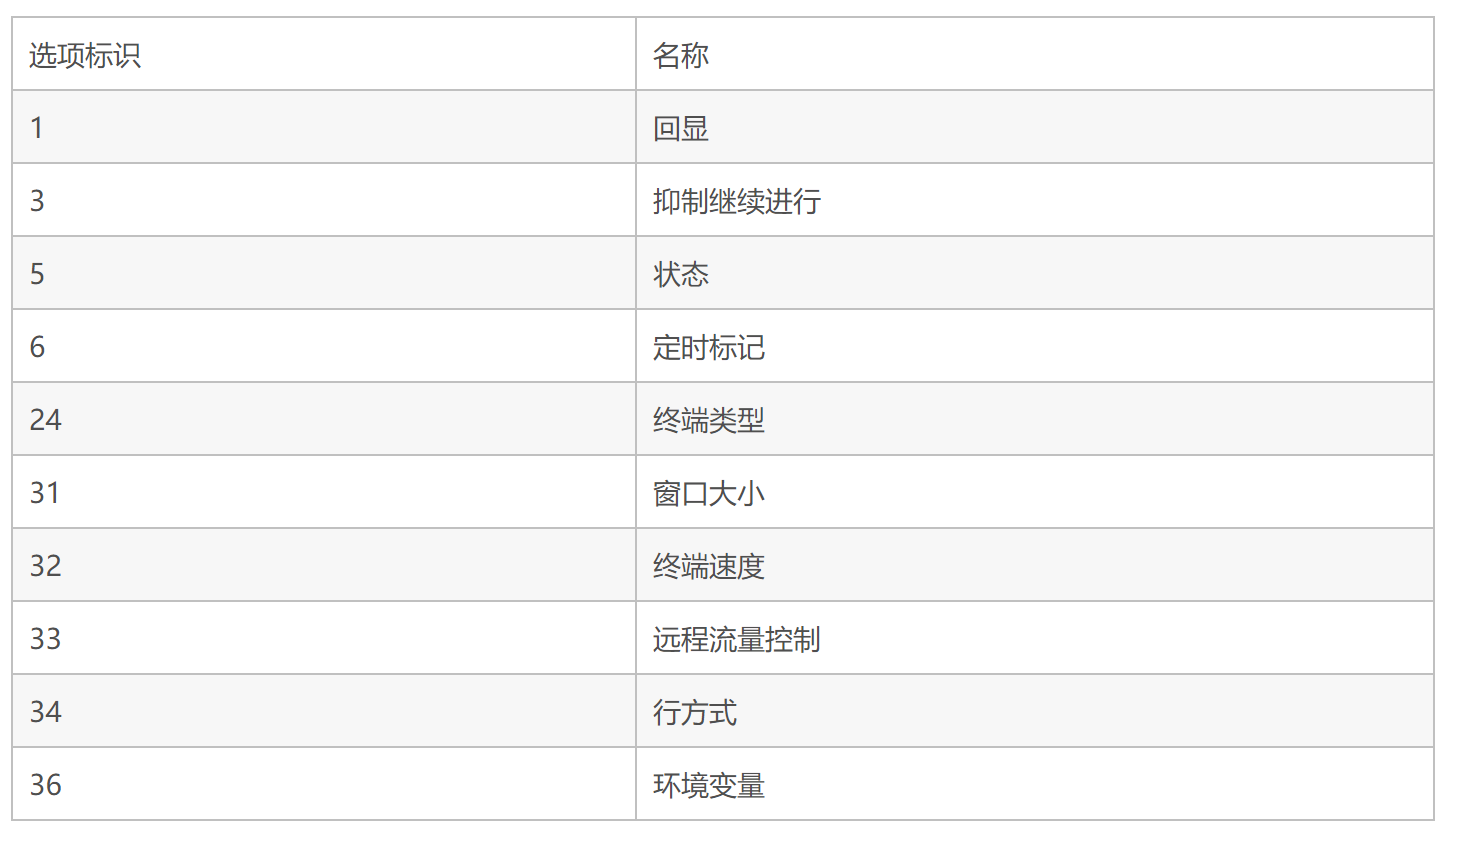 选项标识 名称
1 回显
3 抑制继续进行
5 状态
6 定时标记
24 终端类型
31 窗口大小
32 终端速度
33 远程流量控制
34 行方式
36 环境变量